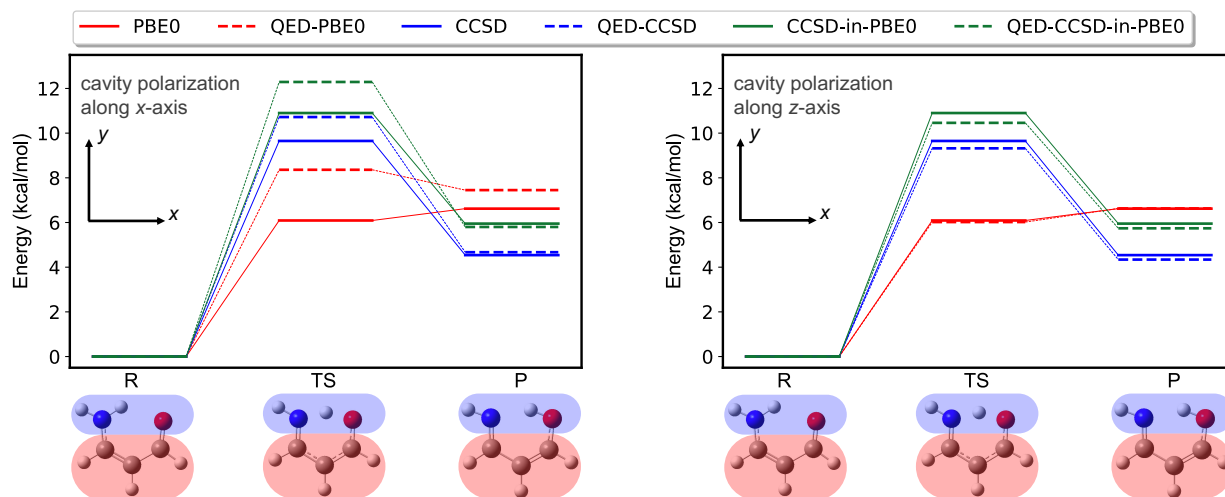 PBE0 QED-PBE0 CCSD QED-CCSD CCSD-in-PBE0 QED-CCSD-in-PBE0
cavity polarization
along x-axis
y
x
Energy (kcal/mol)
12
10
8
6
4
2
0
R TS P
cavity polarization
along z-axis
y
x
Energy (kcal/mol)
12
10
8
6
4
2
0
R TS P